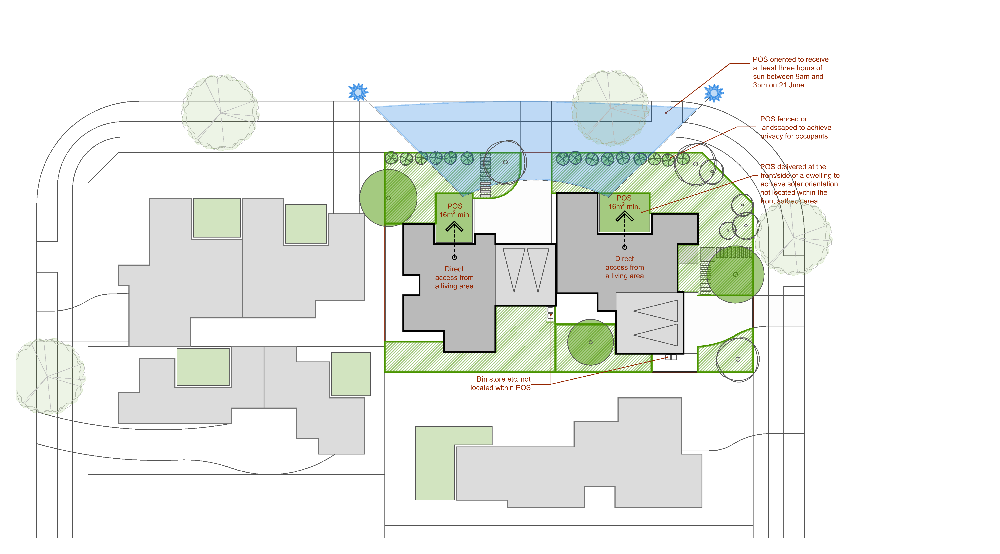 POS oriented to receive
at least three hours of
sun between 9am and
3pm on 21 June
POS fenced or
landscaped to achieve
privacy for occupants
POS delivered at the
front/side of a dwelling to
achieve solar orientation
not located within the
front setback area
POS
16m² min.
POS
16m² min.
Direct
access from
a living area
Direct
access from
a living area
Bin store etc. not
located within POS